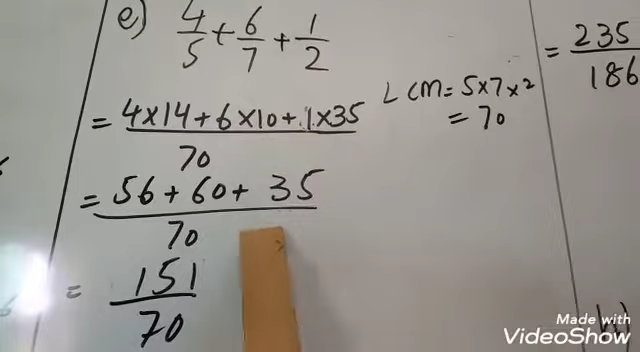 e) 4/5 + 6/7 + 1/2
= 4×14+6×10+1×35 / 70
LCM = 5×7×2
= 70
= 56+60+35 / 70
= 151/70
= 235/186
h)
Made with
VideoShow